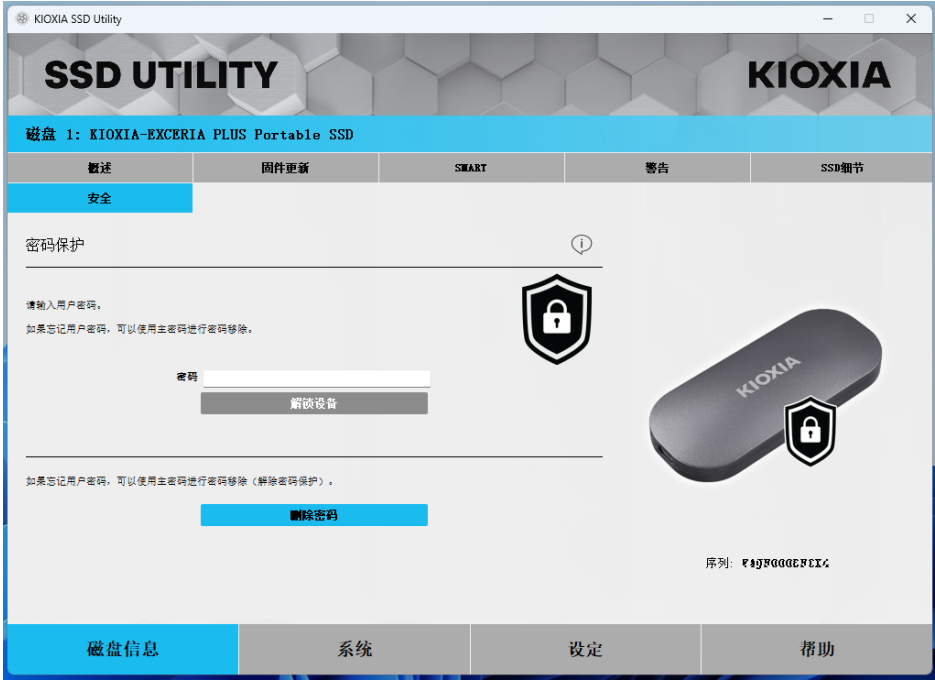 KIOXIA SSD Utility
SSD UTILITY
KIOXIA
磁盘 1: KIOXIA-EXCERIA PLUS Portable SSD
概述
固件更新
SMART
警告
SSD细节
安全
密码保护
请输入用户密码。
如果忘记用户密码，可以使用主密码进行密码移除。
密码
解锁设备
KIOXIA
如果忘记用户密码，可以使用主密码进行密码移除（解除密码保护）。
删除密码
序列:
磁盘信息
系统
设定
帮助